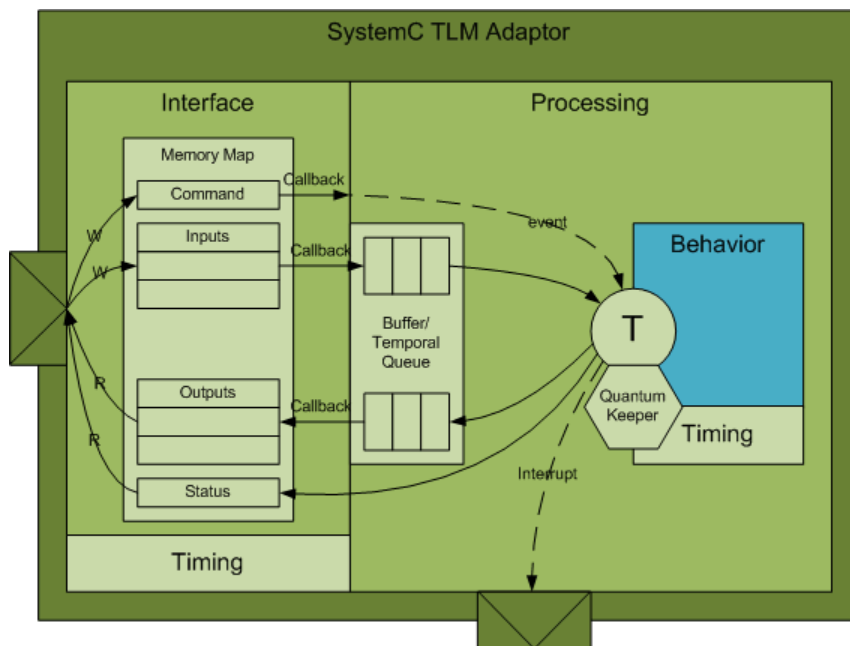 SystemC TLM Adaptor
Interface
Processing
Memory Map
Command
Callback
event
W
Inputs
W
Callback
Behavior
T
Buffer/
Temporal
Queue
R
Outputs
Callback
Quantum
Keeper
Timing
R
Status
Interrupt
Timing